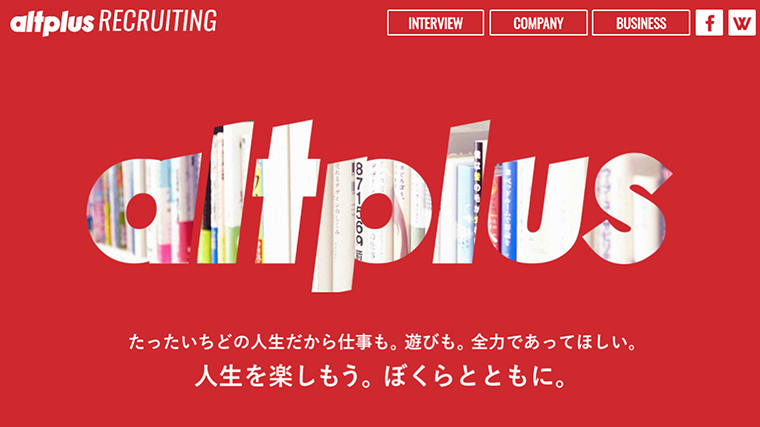 altplus RECRUITING
INTERVIEW
COMPANY
BUSINESS
altplus
871569
たったいちどの人生だから仕事も。遊びも。全力であってほしい。
人生を楽しもう。ぼくらとともに。